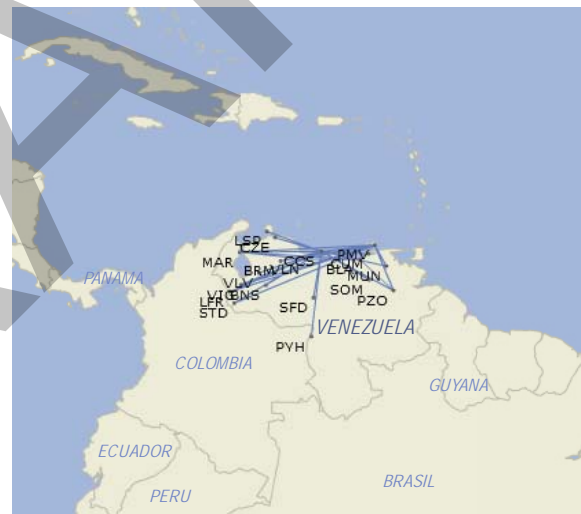 LSP
CZE
MAR
CCS
PMV
CUM
BRM
VLN
BLA
MUN
PANAMA
VLV
VIG
BNS
SOM
LFR
PZO
STD
SFD
VENEZUELA
PYH
COLOMBIA
GUYANA
ECUADOR
BRASIL
PERU